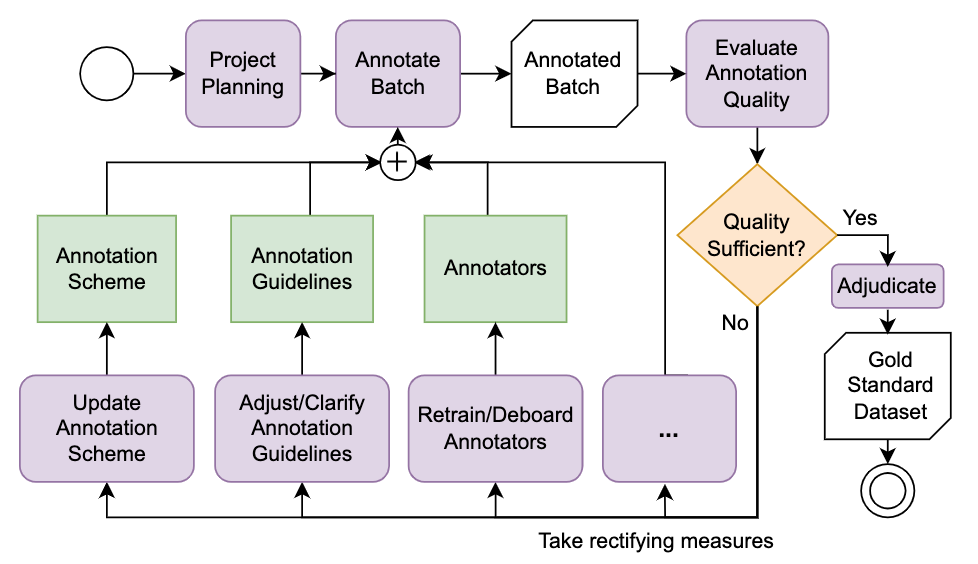 Project
Planning
Annotate
Batch
Annotated
Batch
Evaluate
Annotation
Quality
Quality
Sufficient?
Yes
No
Adjudicate
Gold
Standard
Dataset
Annotation
Scheme
Annotation
Guidelines
Annotators
Update
Annotation
Scheme
Adjust/Clarify
Annotation
Guidelines
Retrain/Deboard
Annotators
...
Take rectifying measures